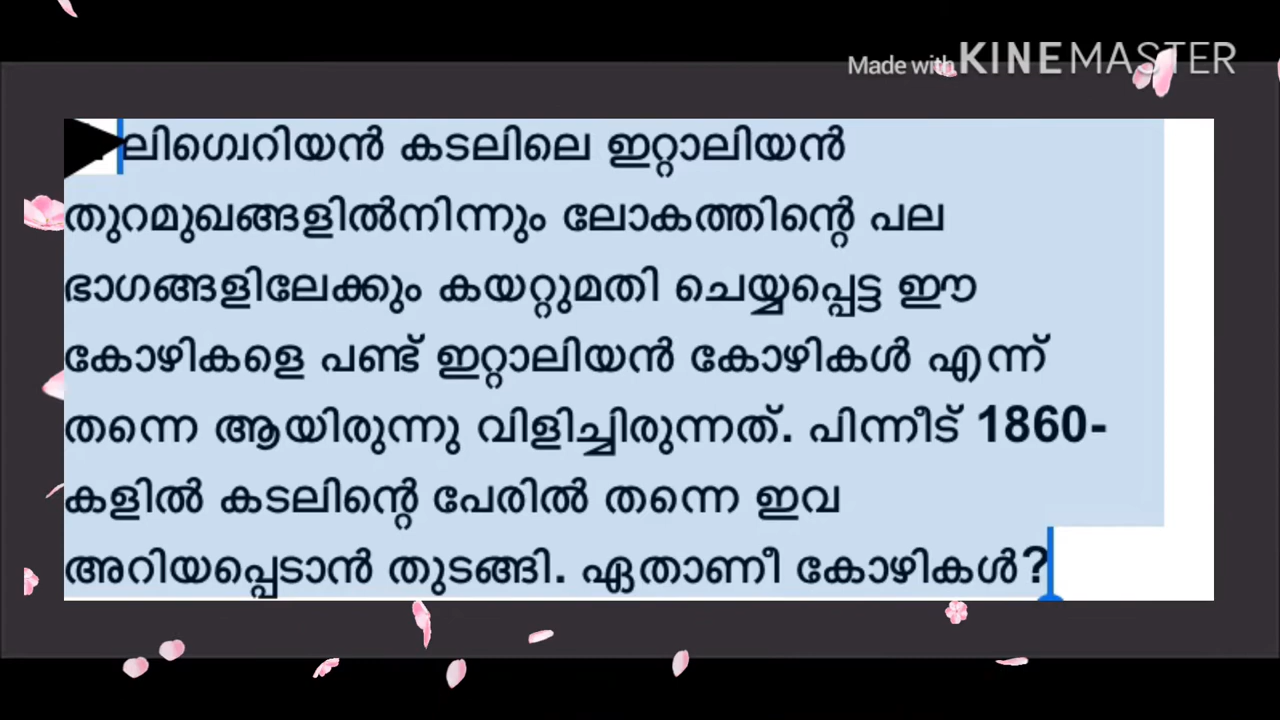 Made with KINEMASTER
ലിഗ്വെറിയൻ കടലിലെ ഇറ്റാലിയൻ
തുറമുഖങ്ങളിൽനിന്നും ലോകത്തിന്റെ പല
ഭാഗങ്ങളിലേക്കും കയറ്റുമതി ചെയ്യപ്പെട്ട ഈ
കോഴികളെ പണ്ട് ഇറ്റാലിയൻ കോഴികൾ എന്ന്
തന്നെ ആയിരുന്നു വിളിച്ചിരുന്നത്. പിന്നീട് 1860-
കളിൽ കടലിന്റെ പേരിൽ തന്നെ ഇവ
അറിയപ്പെടാൻ തുടങ്ങി. ഏതാണീ കോഴികൾ?